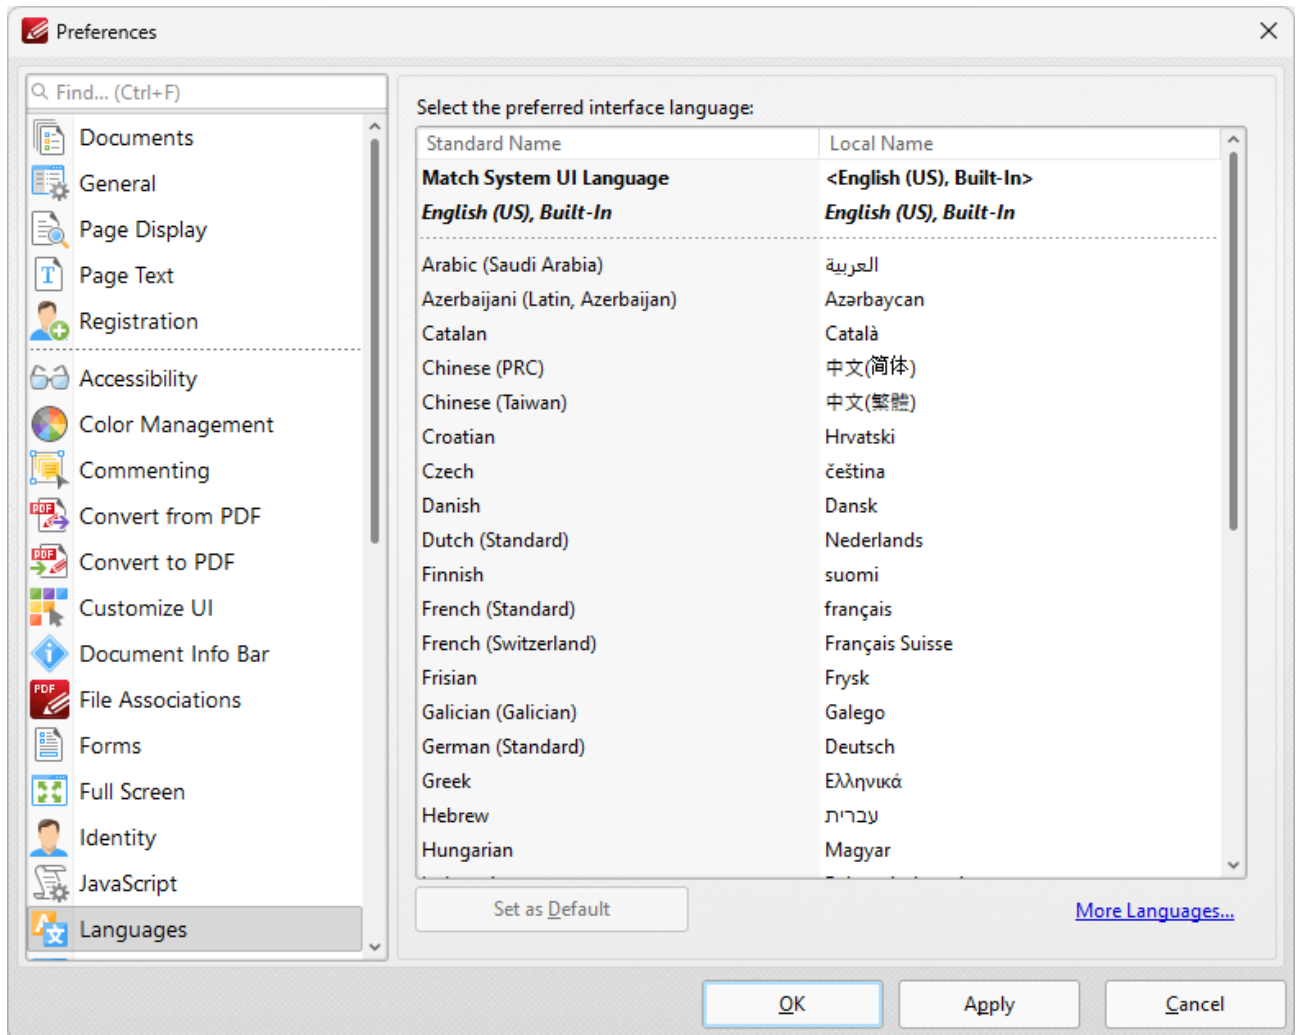 Preferences
Find... (Ctrl+F)
Documents
General
Page Display
Page Text
Registration
Accessibility
Color Management
Commenting
Convert from PDF
Convert to PDF
Customize UI
Document Info Bar
File Associations
Forms
Full Screen
Identity
JavaScript
Languages
Select the preferred interface language:
Standard Name Local Name
Match System UI Language <English (US), Built-In>
English (US), Built-In English (US), Built-In
Arabic (Saudi Arabia) العربية
Azerbaijani (Latin, Azerbaijan) Azərbaycan
Catalan Català
Chinese (PRC) 中文(简体)
Chinese (Taiwan) 中文(繁體)
Croatian Hrvatski
Czech čeština
Danish Dansk
Dutch (Standard) Nederlands
Finnish suomi
French (Standard) français
French (Switzerland) Français Suisse
Frisian Frysk
Galician (Galician) Galego
German (Standard) Deutsch
Greek Ελληνικά
Hebrew עברית
Hungarian Magyar
Set as Default
More Languages...
OK Apply Cancel